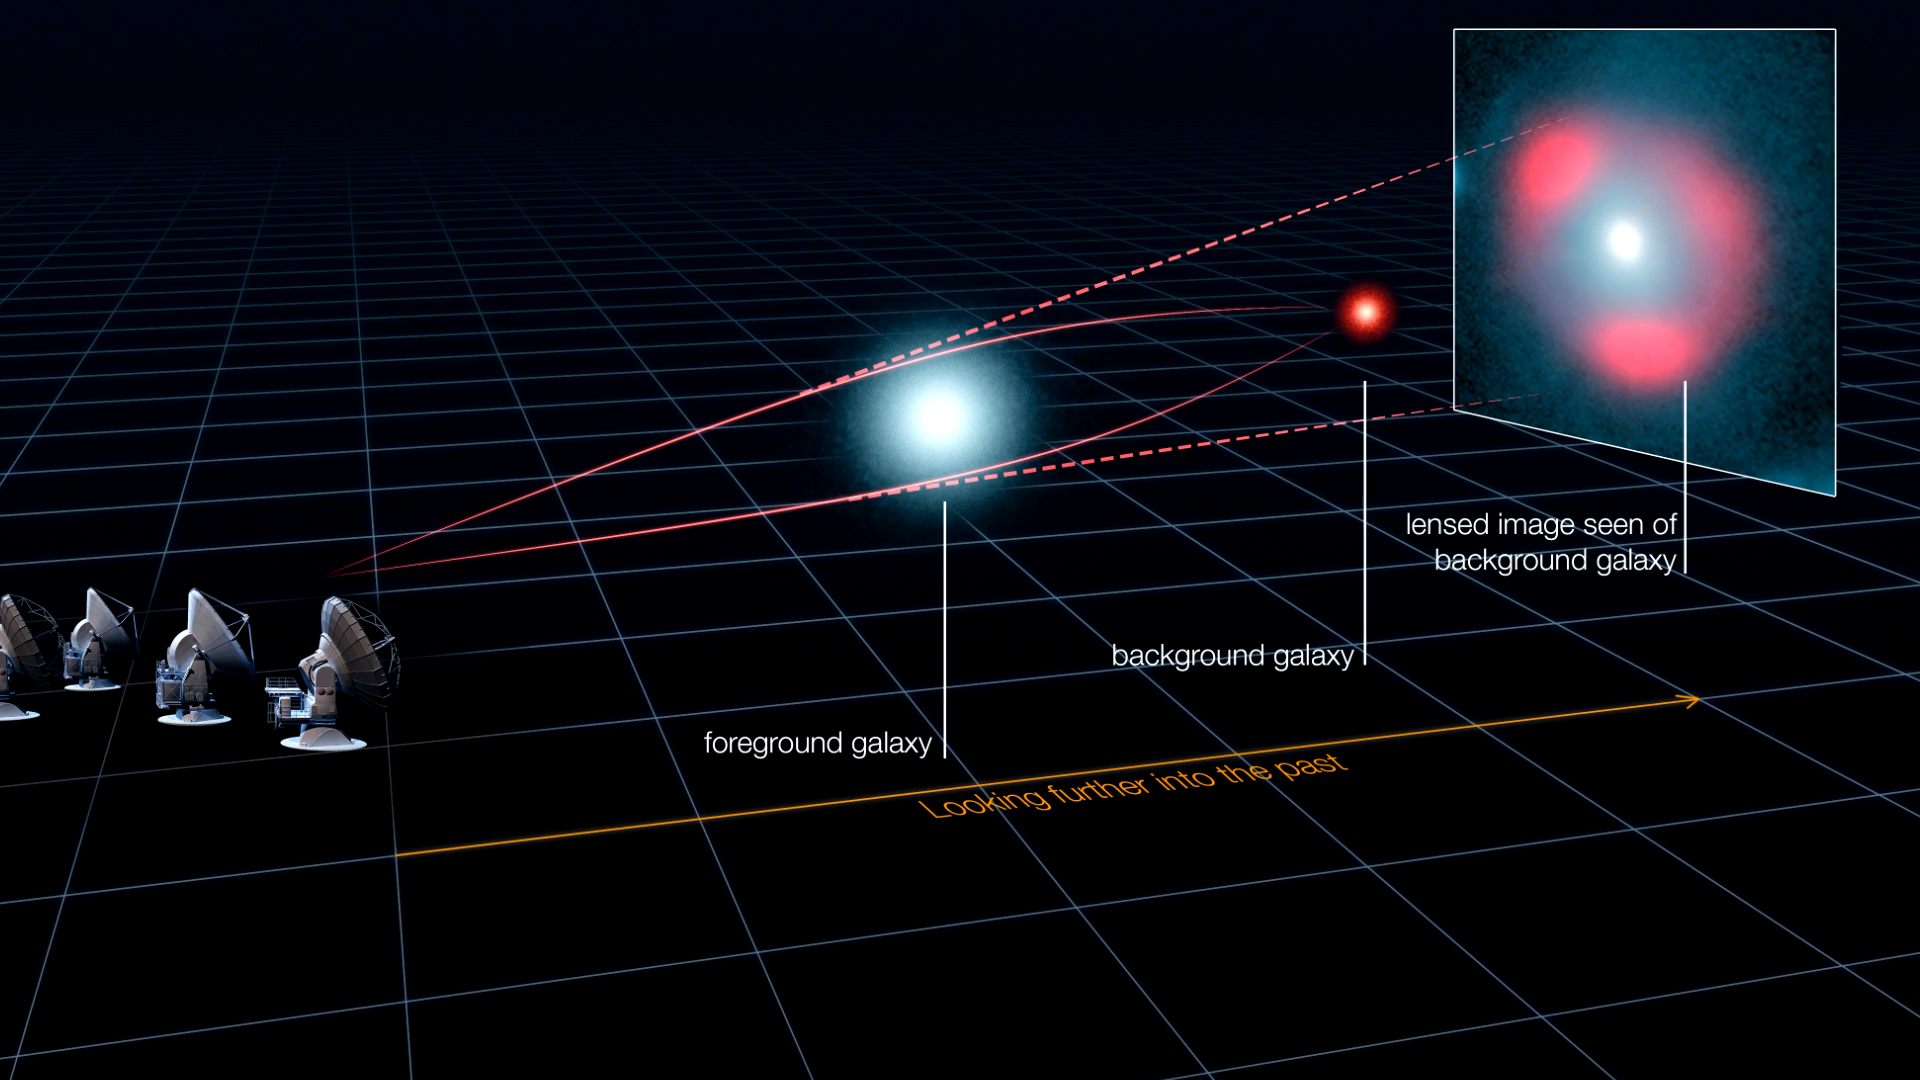 lensed image seen of
background galaxy
background galaxy
foreground galaxy
Looking further into the past